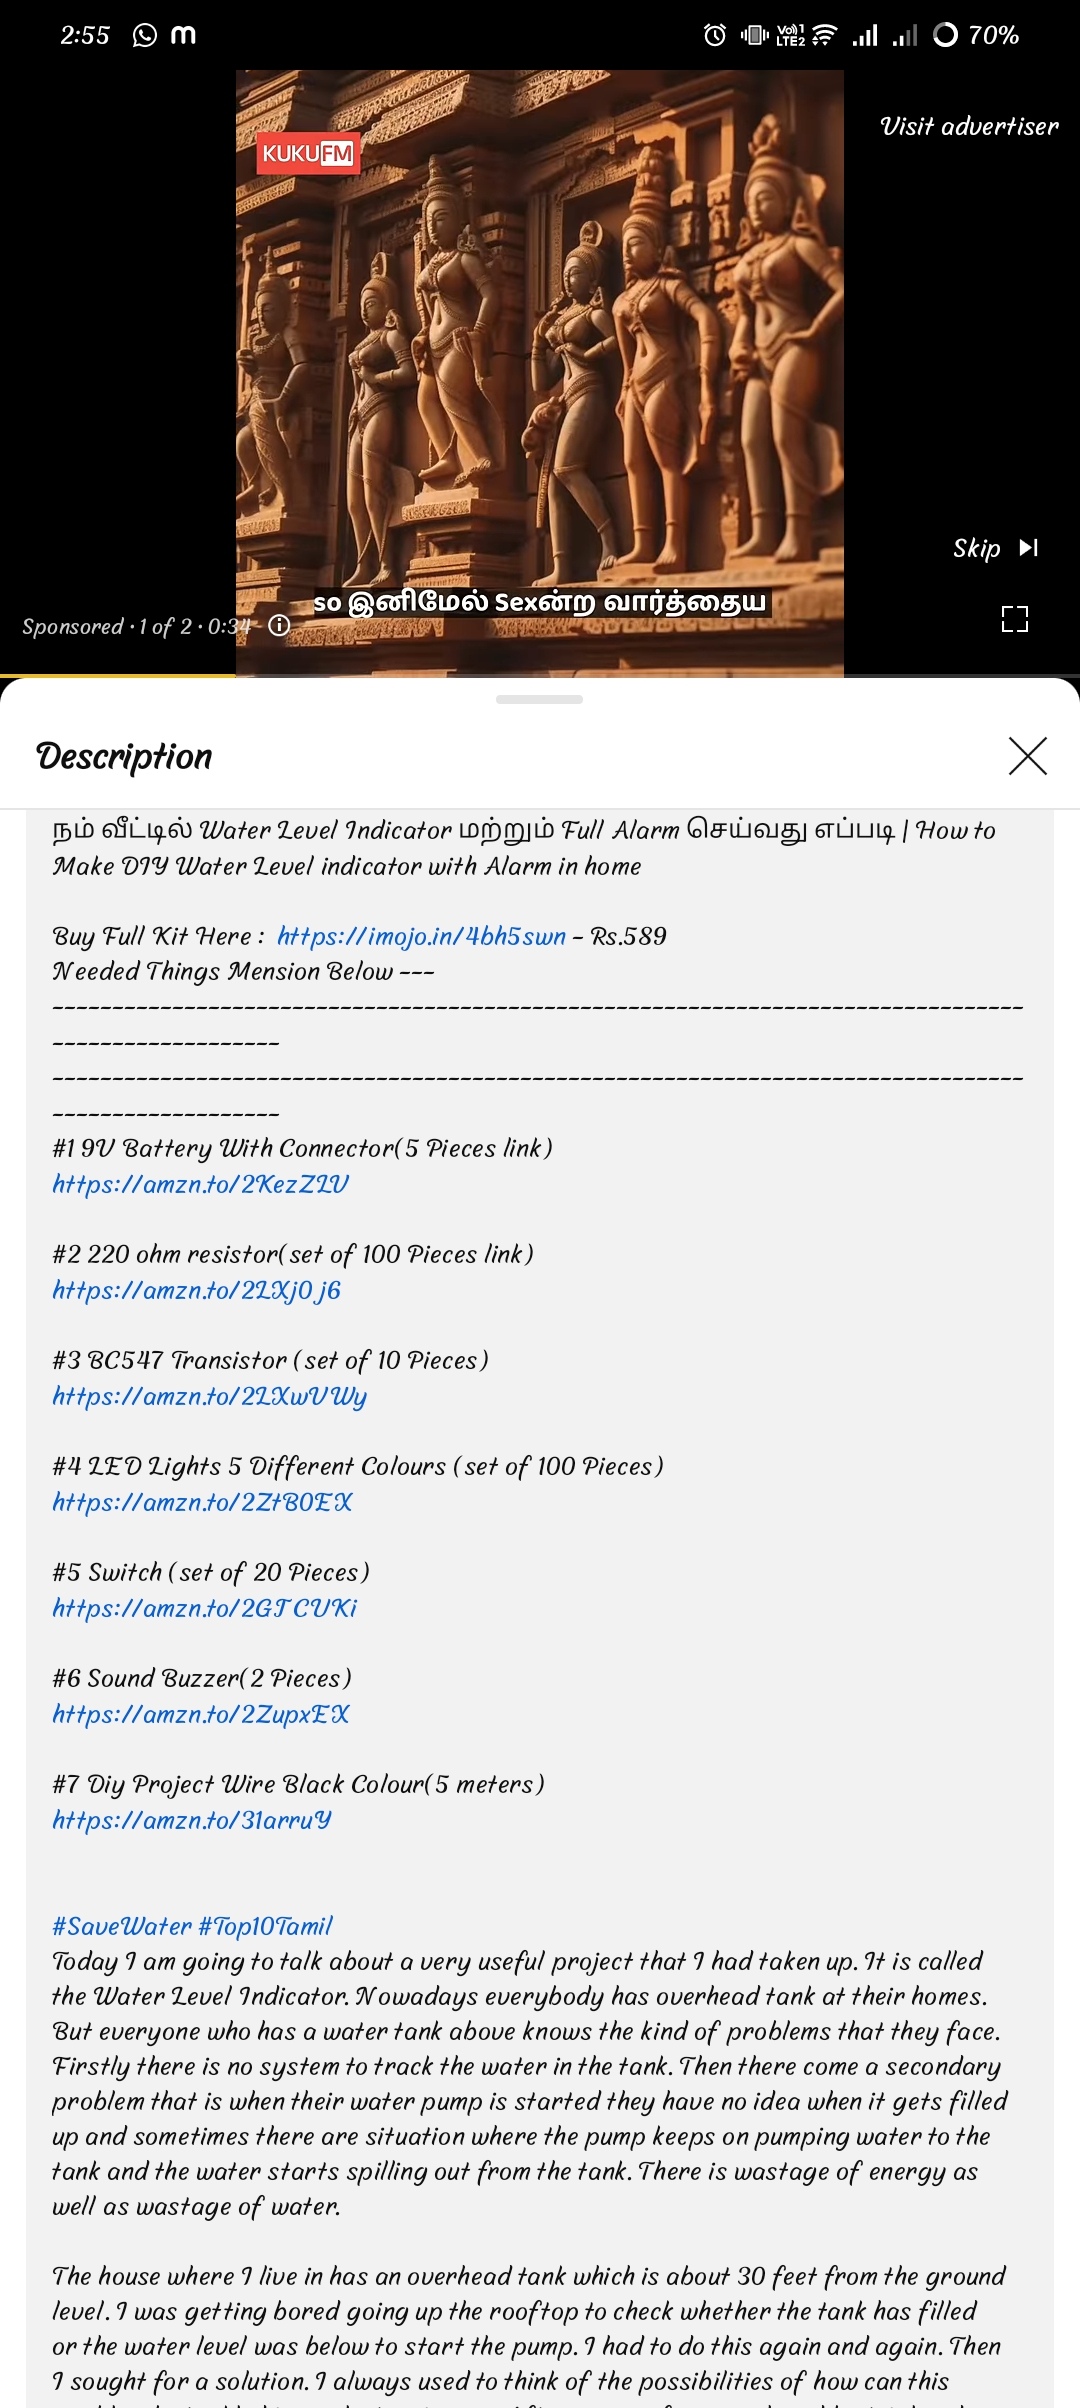 2:55
Vo)) 1
LTE2
70%
KUKU FM
Visit advertiser
Skip
so இனிமேல் Sexன்ற வார்த்தைய
Sponsored · 1 of 2 · 0:34
Description
நம் வீட்டில் Water Level Indicator மற்றும் Full Alarm செய்வது எப்படி | How to
Make DIY Water Level indicator with Alarm in home
Buy Full Kit Here : https://imojo.in/4bh5swn - Rs.589
Needed Things Mension Below ---
--------------------------------------------------------------------------------
-------------------
--------------------------------------------------------------------------------
-------------------
#1 9V Battery With Connector(5 Pieces link)
https://amzn.to/2KezZLV
#2 220 ohm resistor(set of 100 Pieces link)
https://amzn.to/2LXj0j6
#3 BC547 Transistor (set of 10 Pieces)
https://amzn.to/2LXwVWy
#4 LED Lights 5 Different Colours (set of 100 Pieces)
https://amzn.to/2ZtB0EX
#5 Switch (set of 20 Pieces)
https://amzn.to/2GTCUKi
#6 Sound Buzzer(2 Pieces)
https://amzn.to/2ZupxEX
#7 Diy Project Wire Black Colour(5 meters)
https://amzn.to/31arruY
#SaveWater #Top10Tamil
Today I am going to talk about a very useful project that I had taken up. It is called
the Water Level Indicator. Nowadays everybody has overhead tank at their homes.
But everyone who has a water tank above knows the kind of problems that they face.
Firstly there is no system to track the water in the tank. Then there come a secondary
problem that is when their water pump is started they have no idea when it gets filled
up and sometimes there are situation where the pump keeps on pumping water to the
tank and the water starts spilling out from the tank. There is wastage of energy as
well as wastage of water.
The house where I live in has an overhead tank which is about 30 feet from the ground
level. I was getting bored going up the rooftop to check whether the tank has filled
or the water level was below to start the pump. I had to do this again and again. Then
I sought for a solution. I always used to think of the possibilities of how can this